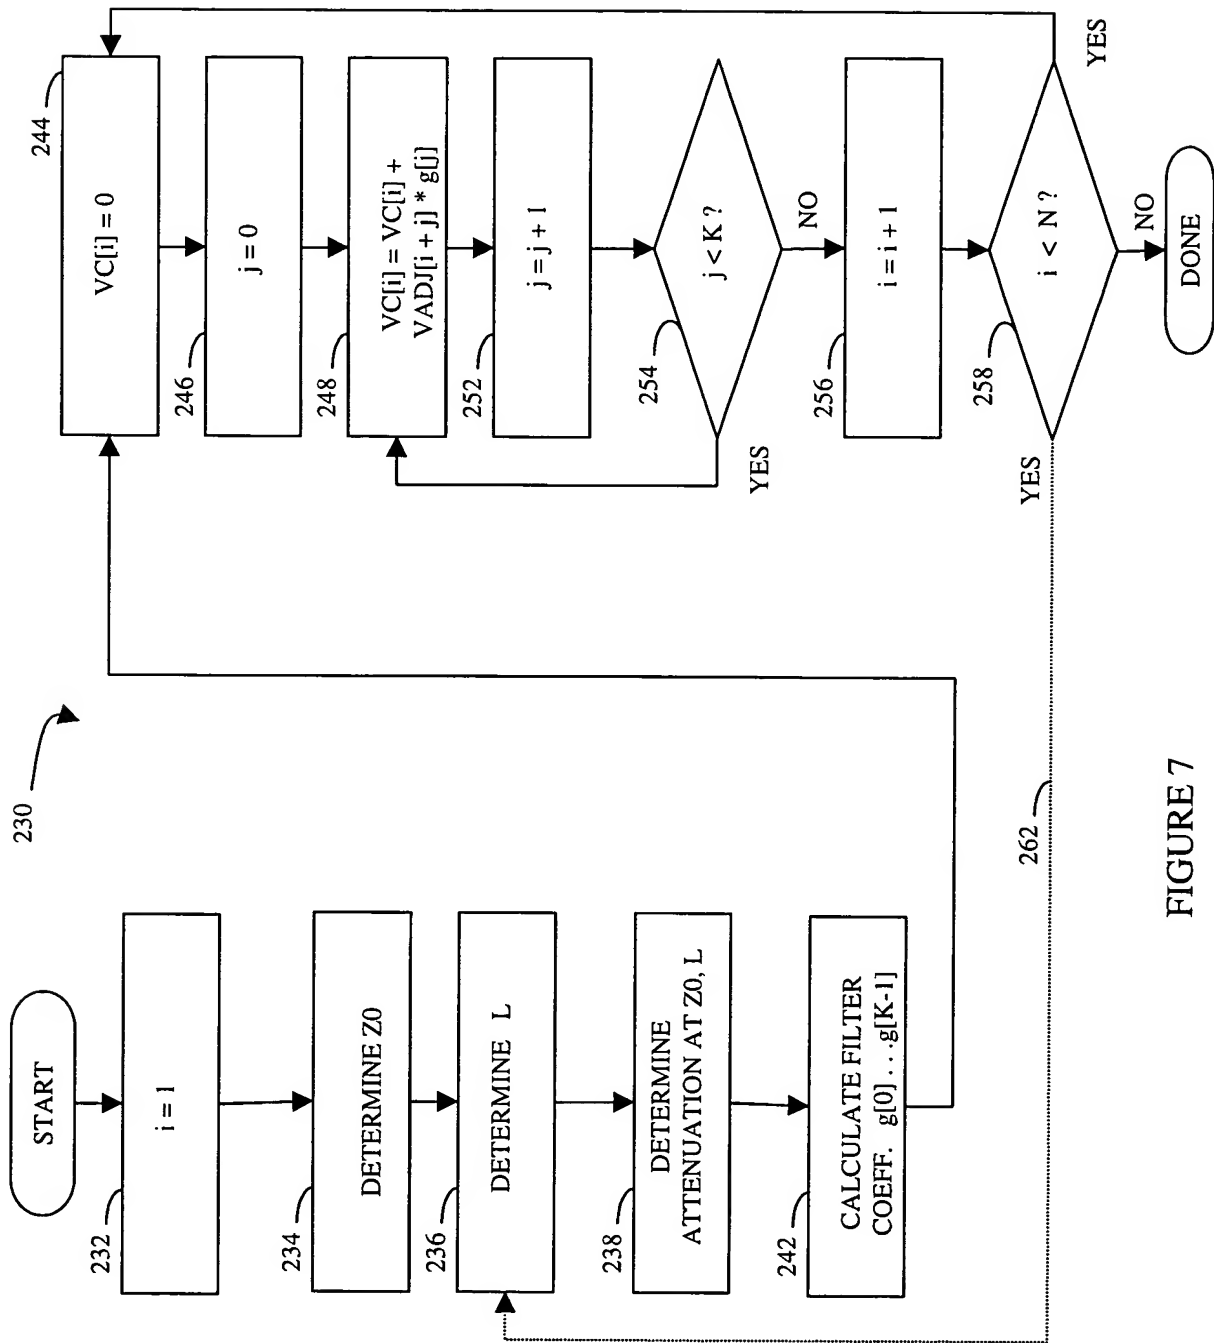 230
START
232
i = 1
234
DETERMINE Z0
236
DETERMINE L
238
DETERMINE
ATTENUATION AT Z0, L
242
CALCULATE FILTER
COEFF. g[0] . . .g[K-1]
244
VC[i] = 0
246
j = 0
248
VC[i] = VC[i] +
VADJ[i + j] * g[j]
252
j = j + 1
254
j < K ?
YES
NO
256
i = i + 1
258
i < N ?
YES
YES
NO
DONE
262
FIGURE 7